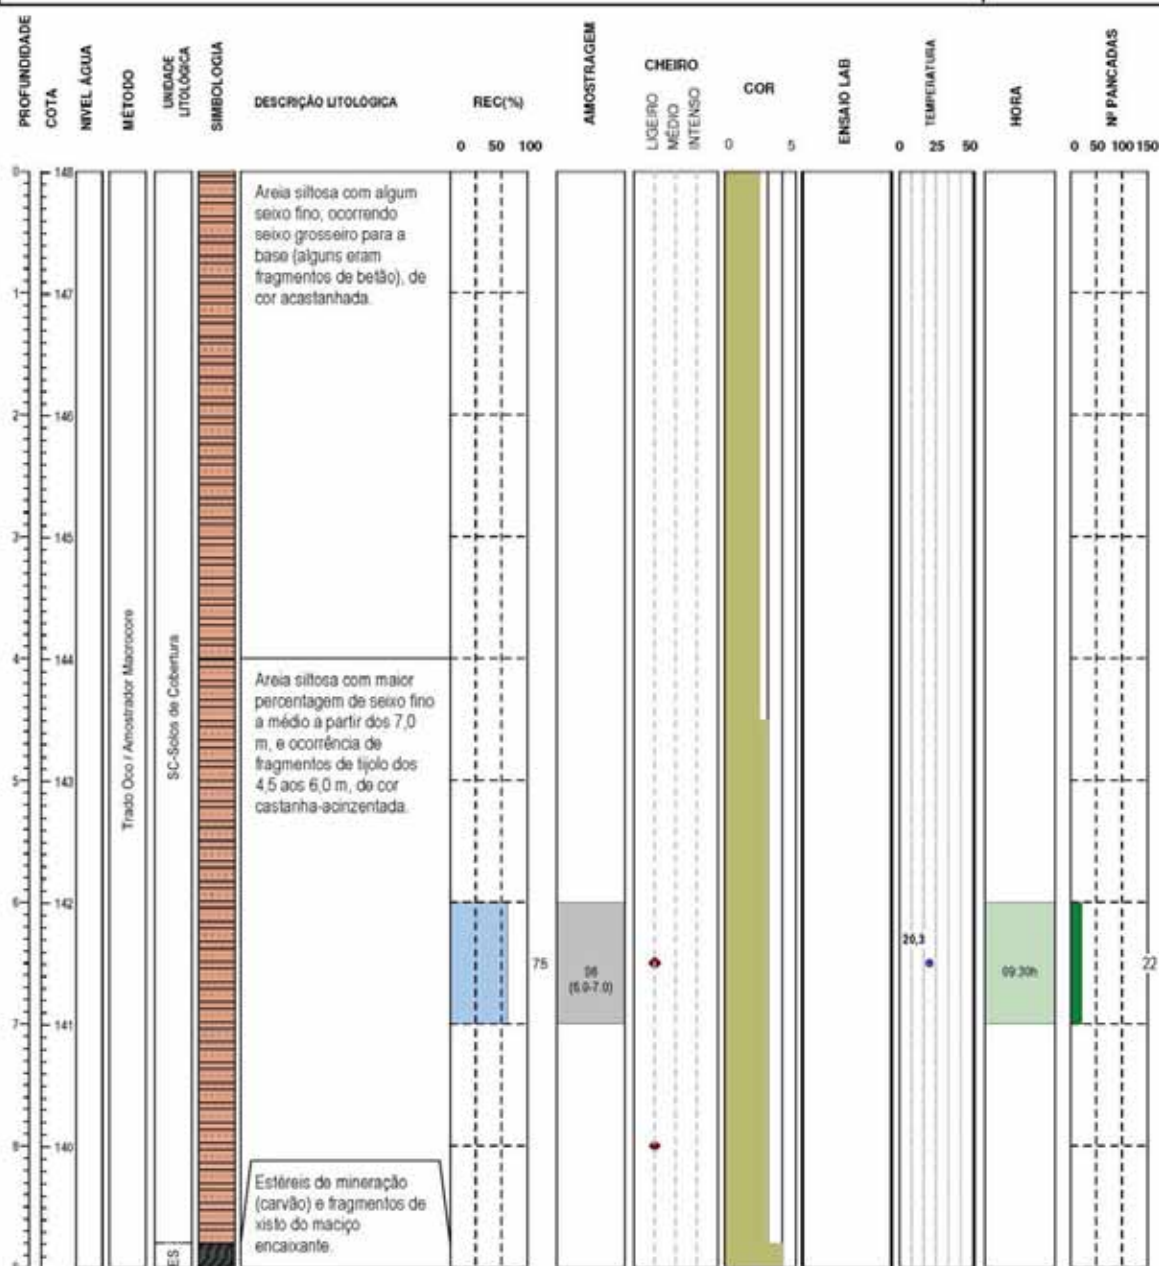 PROFUNDIDADE
COTA
NIVEL ÁGUA
MÉTODO
UNIDADE
LITOLÓGICA
SIMBOLOGIA
DESCRIÇÃO LITOLÓGICA
REC(%)
0 50 100
AMOSTRAGEM
CHEIRO
LIGEIRO
MÉDIO
INTENSO
COR
0 5
ENSAIO LAB
TEMPERATURA
0 25 50
HORA
Nº PANCADAS
0 50 100 150
0 148
Areia siltosa com algum
seixo fino, ocorrendo
seixo grosseiro para a
base (alguns eram
fragmentos de betão), de
cor acastanhada.
1 147
2 146
3 145
Trado Oco / Amostrador Macrocore
SC-Solos de Cobertura
4 144
Areia siltosa com maior
percentagem de seixo fino
a médio a partir dos 7,0
m, e ocorrência de
fragmentos de tijolo dos
4,5 aos 6,0 m, de cor
castanha-acinzentada.
5 143
6 142
75
S6
(6.0-7.0)
20,3
09:30h
22
7 141
8 140
Estéreis de mineração
(carvão) e fragmentos de
xisto do maciço
encaixante.
ES